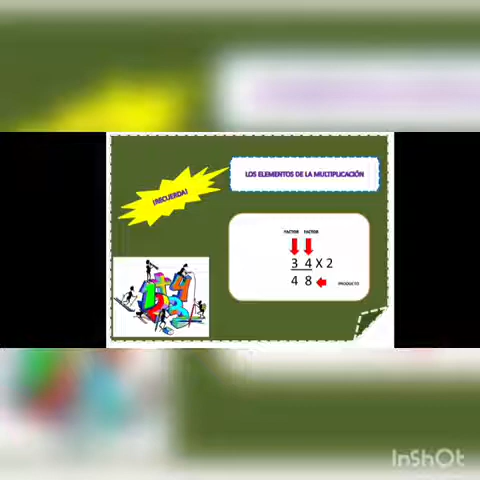 LOS ELEMENTOS DE LA MULTIPLICACIÓN
¡RECUERDA!
FACTOR FACTOR
3 4 X 2
4 8 PRODUCTO
InShOt